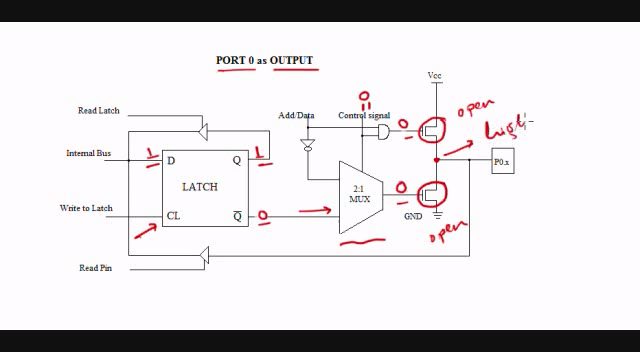 PORT 0 as OUTPUT
Vcc
0
open
Read Latch
Add/Data
Control signal
0
Internal Bus
1
D
Q
1
P0.x
LATCH
2:1
MUX
0
Write to Latch
CL
Q
0
GND
open
Read Pin